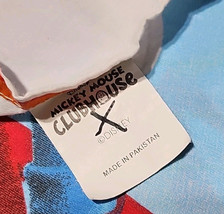 MICKEY MOUSE
CLUBHOUSE
X
©DISNEY
MADE IN PAKISTAN